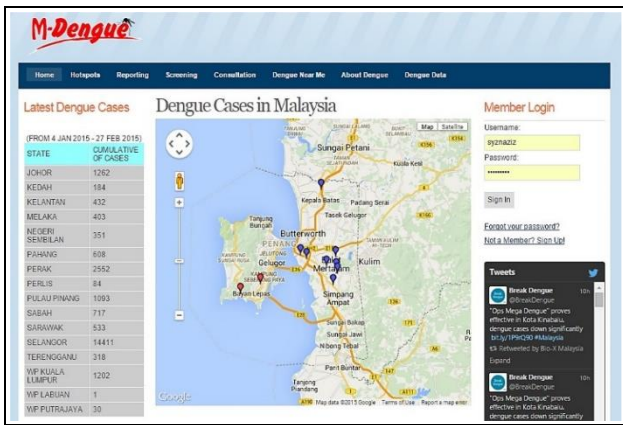 M-Dengue
Home Hotspots Reporting Screening Consultation Dengue Near Me About Dengue Dengue Data
Latest Dengue Cases
(FROM 4 JAN 2015 - 27 FEB 2015)
STATE CUMULATIVE OF CASES
JOHOR 1262
KEDAH 184
KELANTAN 432
MELAKA 403
NEGERI SEMBILAN 351
PAHANG 608
PERAK 2552
PERLIS 84
PULAU PINANG 1093
SABAH 717
SARAWAK 533
SELANGOR 14411
TERENGGANU 318
WP KUALA LUMPUR 1202
WP LABUAN 1
WP PUTRAJAYA 30
Dengue Cases in Malaysia
Map Satellite
Sungai Petani
Kuala Ketil
Kepala Batas
Padang Serai
Tasek Gelugor
Tanjung Bungah
Butterworth
PENANG
JELUTONG
Gelugor
Kulim
Bayan Lepas
Simpang Ampat
Sungai Bakap
Sungai Jawi
Nibong Tebal
Parit Buntar
Tanjung Piandang
Google
Map data ©2015 Google Terms of Use Report a map error
Member Login
Username:
syznaziz
Password:
Sign In
Forgot your password?
Not a Member? Sign Up!
Tweets
Break Dengue 10h
@BreakDengue
"Ops Mega Dengue" proves
effective in Kota Kinabalu,
dengue cases down significantly
bit.ly/1P9rQ90 #Malaysia
Retweeted by Bio-X Malaysia
Expand
Break Dengue 10h
@BreakDengue
"Ops Mega Dengue" proves
effective in Kota Kinabalu,
dengue cases down significantly